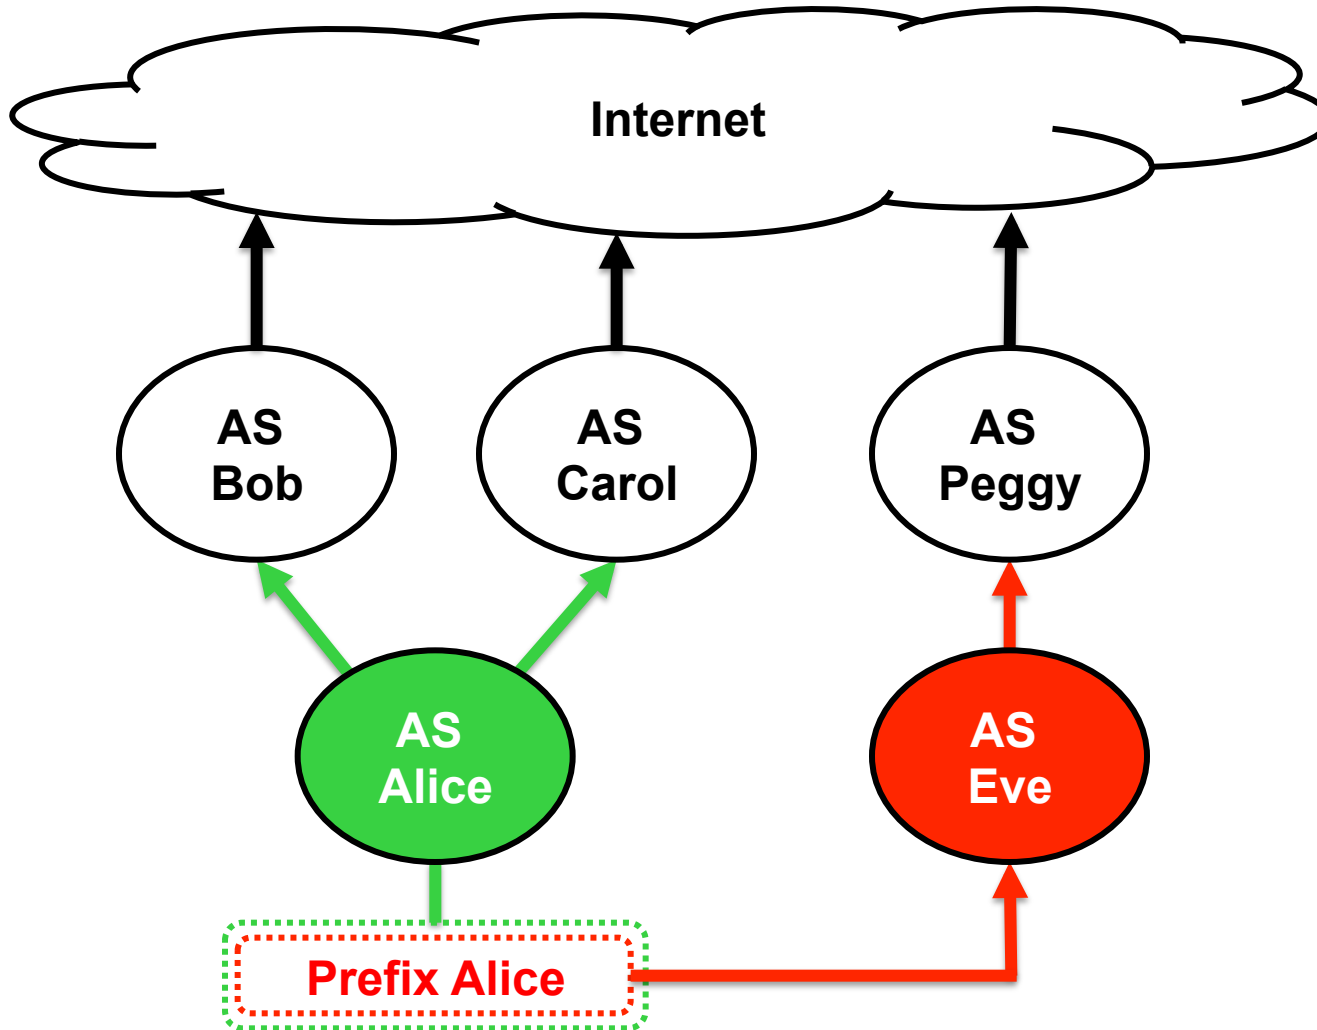 Internet
AS
Bob
AS
Carol
AS
Peggy
AS
Alice
AS
Eve
Prefix Alice